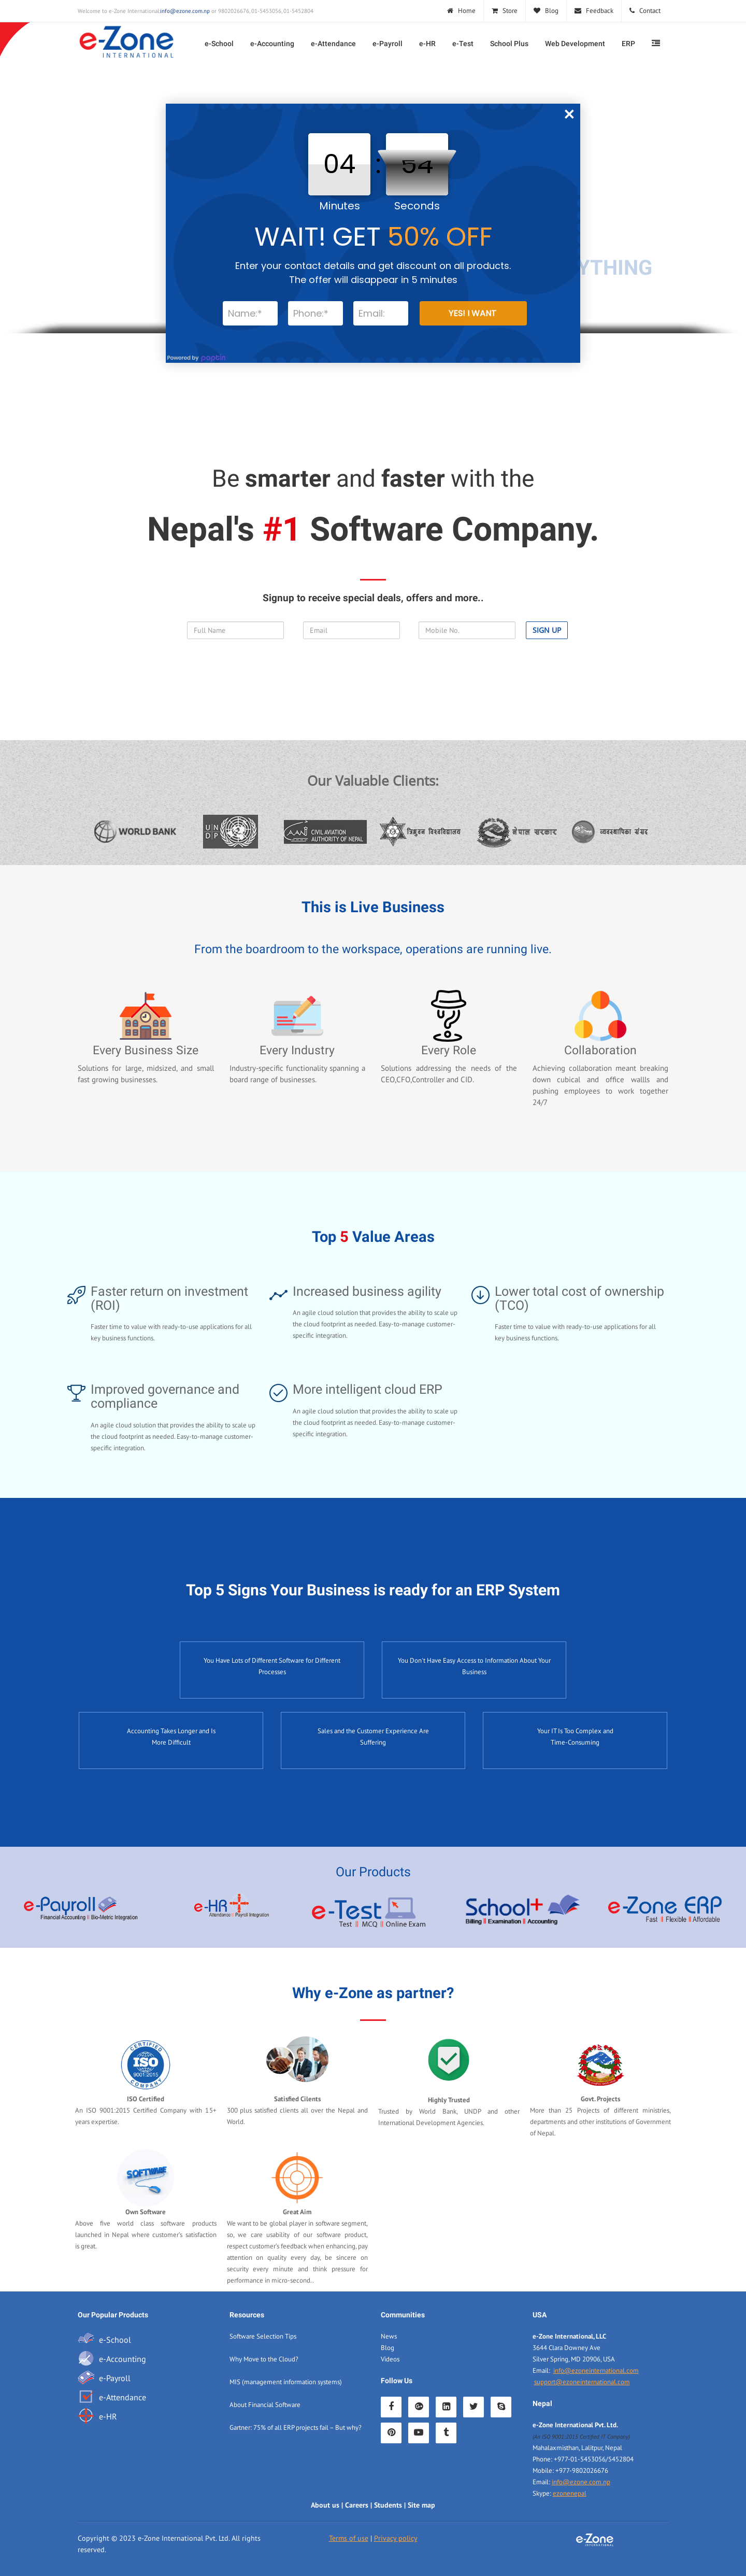 Welcome to e-Zone International info@ezone.com.np or 9802026676, 01-5453056, 01-5452804
Home
Store
Blog
Feedback
Contact
e-Zone
INTERNATIONAL
e-School
e-Accounting
e-Attendance
e-Payroll
e-HR
e-Test
School Plus
Web Development
ERP
04 : 54
Minutes
Seconds
WAIT! GET 50% OFF
Enter your contact details and get discount on all products.
The offer will disappear in 5 minutes
YTHING
Name:*
Phone:*
Email:
YES! I WANT
Powered by poptin
Be smarter and faster with the
Nepal's #1 Software Company.
Signup to receive special deals, offers and more..
Full Name
Email
Mobile No.
SIGN UP
Our Valuable Clients:
WORLD BANK
UN
DP
CIVIL AVIATION
AUTHORITY OF NEPAL
त्रिभुवन विश्वविद्यालय
नेपाल सरकार
व्यवस्थापिका संसद
This is Live Business
From the boardroom to the workspace, operations are running live.
Every Business Size
Solutions for large, midsized, and small
fast growing businesses.
Every Industry
Industry-specific functionality spanning a
board range of businesses.
Every Role
Solutions addressing the needs of the
CEO,CFO,Controller and CIO.
Collaboration
Achieving collaboration meant breaking
down cubical and office wallls and
pushing employees to work together
24/7
Top 5 Value Areas
Faster return on investment
(ROI)
Faster time to value with ready-to-use applications for all
key business functions.
Increased business agility
An agile cloud solution that provides the ability to scale up
the cloud footprint as needed. Easy-to-manage customer-
specific integration.
Lower total cost of ownership
(TCO)
Faster time to value with ready-to-use applications for all
key business functions.
Improved governance and
compliance
An agile cloud solution that provides the ability to scale up
the cloud footprint as needed. Easy-to-manage customer-
specific integration.
More intelligent cloud ERP
An agile cloud solution that provides the ability to scale up
the cloud footprint as needed. Easy-to-manage customer-
specific integration.
Top 5 Signs Your Business is ready for an ERP System
You Have Lots of Different Software for Different
Processes
You Don't Have Easy Access to Information About Your
Business
Accounting Takes Longer and Is
More Difficult
Sales and the Customer Experience Are
Suffering
Your IT Is Too Complex and
Time-Consuming
Our Products
e-Payroll
Financial Accounting || Bio-Metric Integration
e-HR
Attendance :: Payroll Integration
e-Test
Test || MCQ || Online Exam
School+
Billing || Examination || Accounting
e-Zone ERP
Fast | Flexible || Affordable
Why e-Zone as partner?
CERTIFIED
ISO
9001:2015
COMPANY
ISO Certified
An ISO 9001:2015 Certified Company with 15+
years expertise.
Satisfied Cilents
300 plus satisfied clients all over the Nepal and
World.
Highly Trusted
Trusted by World Bank, UNDP and other
International Development Agencies.
Govt. Projects
More than 25 Projects of different ministries,
departments and other institutions of Government
of Nepal.
SOFTWARE
Own Software
Above five world class software products
launched in Nepal where customer's satisfaction
is great.
Great Aim
We want to be global player in software segment,
so, we care usability of our software product,
respect customer's feedback when enhancing, pay
attention on quality every day, be sincere on
security every minute and think pressure for
performance in micro-second..
Our Popular Products
e-School
e-Accounting
e-Payroll
e-Attendance
e-HR
Resources
Software Selection Tips
Why Move to the Cloud?
MIS (management information systems)
About Financial Software
Gartner: 75% of all ERP projects fail – But why?
Communities
News
Blog
Videos
Follow Us
USA
e-Zone International, LLC
3644 Clara Downey Ave
Silver Spring, MD 20906, USA
Email: info@ezoneinternational.com
support@ezoneinternational.com
Nepal
e-Zone International Pvt. Ltd.
(An ISO 9001: 2015 Certified IT Company)
Mahalaxmisthan, Lalitpur, Nepal
Phone: +977-01-5453056/5452804
Mobile: +977-9802026676
Email: info@ezone.com.np
Skype: ezonenepal
About us | Careers | Students | Site map
Copyright © 2023 e-Zone International Pvt. Ltd. All rights
reserved.
Terms of use | Privacy policy
e-Zone
INTERNATIONAL